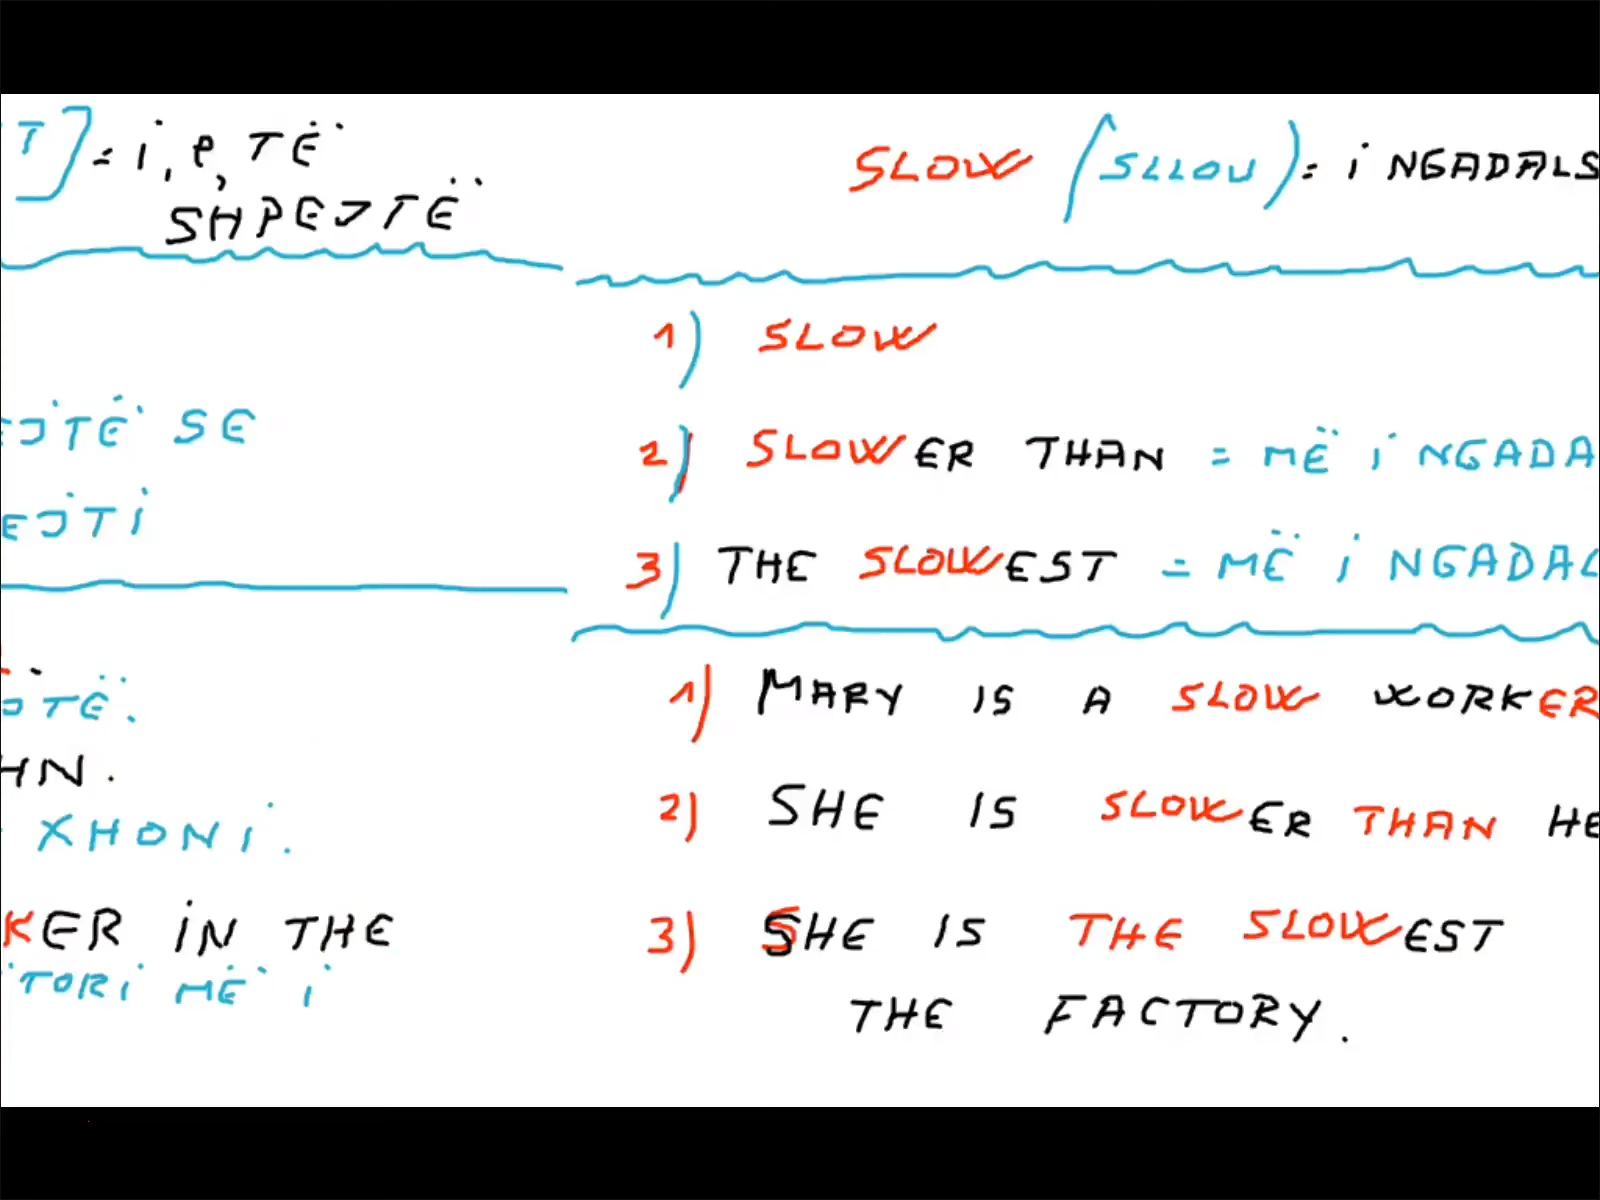 T] = i, e, TË
SHPEJTË
EJTË SE
EJTI
OTË.
HN.
XHONI.
KER IN THE
TORI MË I
SLOW (SLLOU) = I NGADALS
1) SLOW
2) SLOWER THAN = MË I NGADA
3) THE SLOWEST = MË I NGADAL
1) MARY IS A SLOW WORKER
2) SHE IS SLOWER THAN HE
3) SHE IS THE SLOWEST
THE FACTORY.